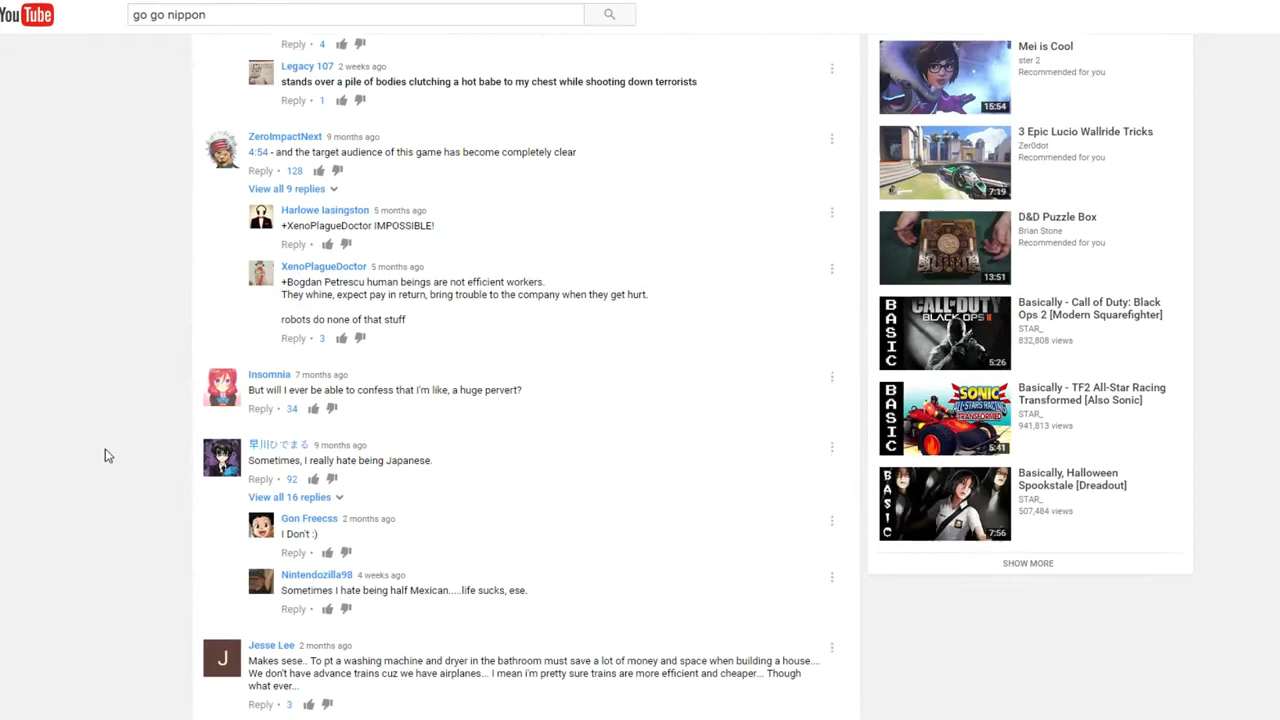 YouTube
go go nippon
Reply • 4
Legacy 107 2 weeks ago
stands over a pile of bodies clutching a hot babe to my chest while shooting down terrorists
Reply • 1
ZeroImpactNext 9 months ago
4:54 - and the target audience of this game has become completely clear
Reply • 128
View all 9 replies
Harlowe Iasingston 5 months ago
+XenoPlagueDoctor IMPOSSIBLE!
Reply •
XenoPlagueDoctor 5 months ago
+Bogdan Petrescu human beings are not efficient workers.
They whine, expect pay in return, bring trouble to the company when they get hurt.
robots do none of that stuff
Reply • 3
Insomnia 7 months ago
But will I ever be able to confess that I'm like, a huge pervert?
Reply • 34
早川ひでまる 9 months ago
Sometimes, I really hate being Japanese.
Reply • 92
View all 16 replies
Gon Freecss 2 months ago
I Don't :)
Reply •
Nintendozilla98 4 weeks ago
Sometimes I hate being half Mexican.....life sucks, ese.
Reply •
J
Jesse Lee 2 months ago
Makes sese.. To pt a washing machine and dryer in the bathroom must save a lot of money and space when building a house....
We don't have advance trains cuz we have airplanes... I mean i'm pretty sure trains are more efficient and cheaper... Though
what ever...
Reply • 3
15:54
Mei is Cool
ster 2
Recommended for you
7:19
3 Epic Lucio Wallride Tricks
Zer0dot
Recommended for you
13:51
D&D Puzzle Box
Brian Stone
Recommended for you
BASIC
CALL OF DUTY
BLACK OPS II
5:26
Basically - Call of Duty: Black
Ops 2 [Modern Squarefighter]
STAR_
832,808 views
BASIC
SONIC
ALL-STARS RACING
TRANSFORMED
5:41
Basically - TF2 All-Star Racing
Transformed [Also Sonic]
STAR_
941,813 views
BASIC
7:56
Basically, Halloween
Spookstale [Dreadout]
STAR_
507,484 views
SHOW MORE